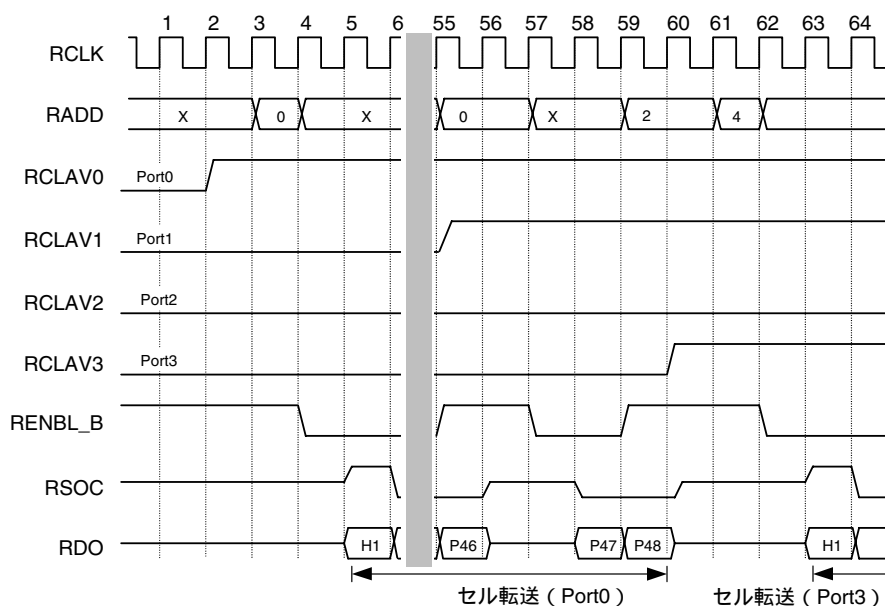 1 2 3 4 5 6 55 56 57 58 59 60 61 62 63 64
RCLK
RADD X 0 X 0 X 2 4
RCLAV0 Port0
RCLAV1 Port1
RCLAV2 Port2
RCLAV3 Port3
RENBL_B
RSOC
RDO H1 P46 P47 P48 H1
セル転送（Port0） セル転送（Port3）